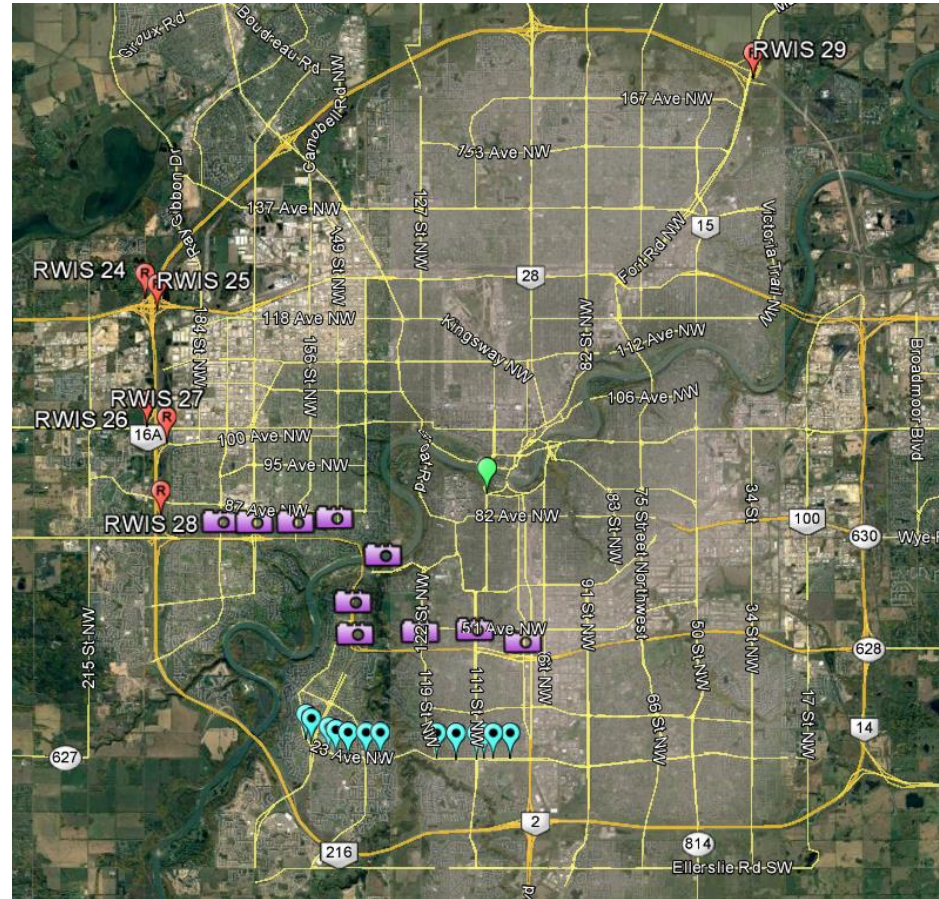 Giroux Rd
Boudreau Rd
RWIS 29
Campbell Rd NW
167 Ave NW
153 Ave NW
Ray Gibbon Dr
137 Ave NW
127 St NW
149 St NW
15
Victoria Trail NW
RWIS 24
R
RWIS 25
28
Fort Rd NW
184 St NW
118 Ave NW
Kingsway NW
82 St NW
112 Ave NW
156 St NW
Broadmoor Blvd
RWIS 27
106 Ave NW
RWIS 26
R
16A
100 Ave NW
95 Ave NW
R
RWIS 28
87 Ave NW
82 Ave NW
83 St NW
75 Street Northwest
34 St
100
630
Wye
122 St NW
51 Ave NW
91 St NW
215 St NW
119 St NW
111 St NW
66 St NW
50 St NW
34 St NW
17 St NW
628
14
627
23 Ave NW
2
216
814
Ellerslie Rd SW